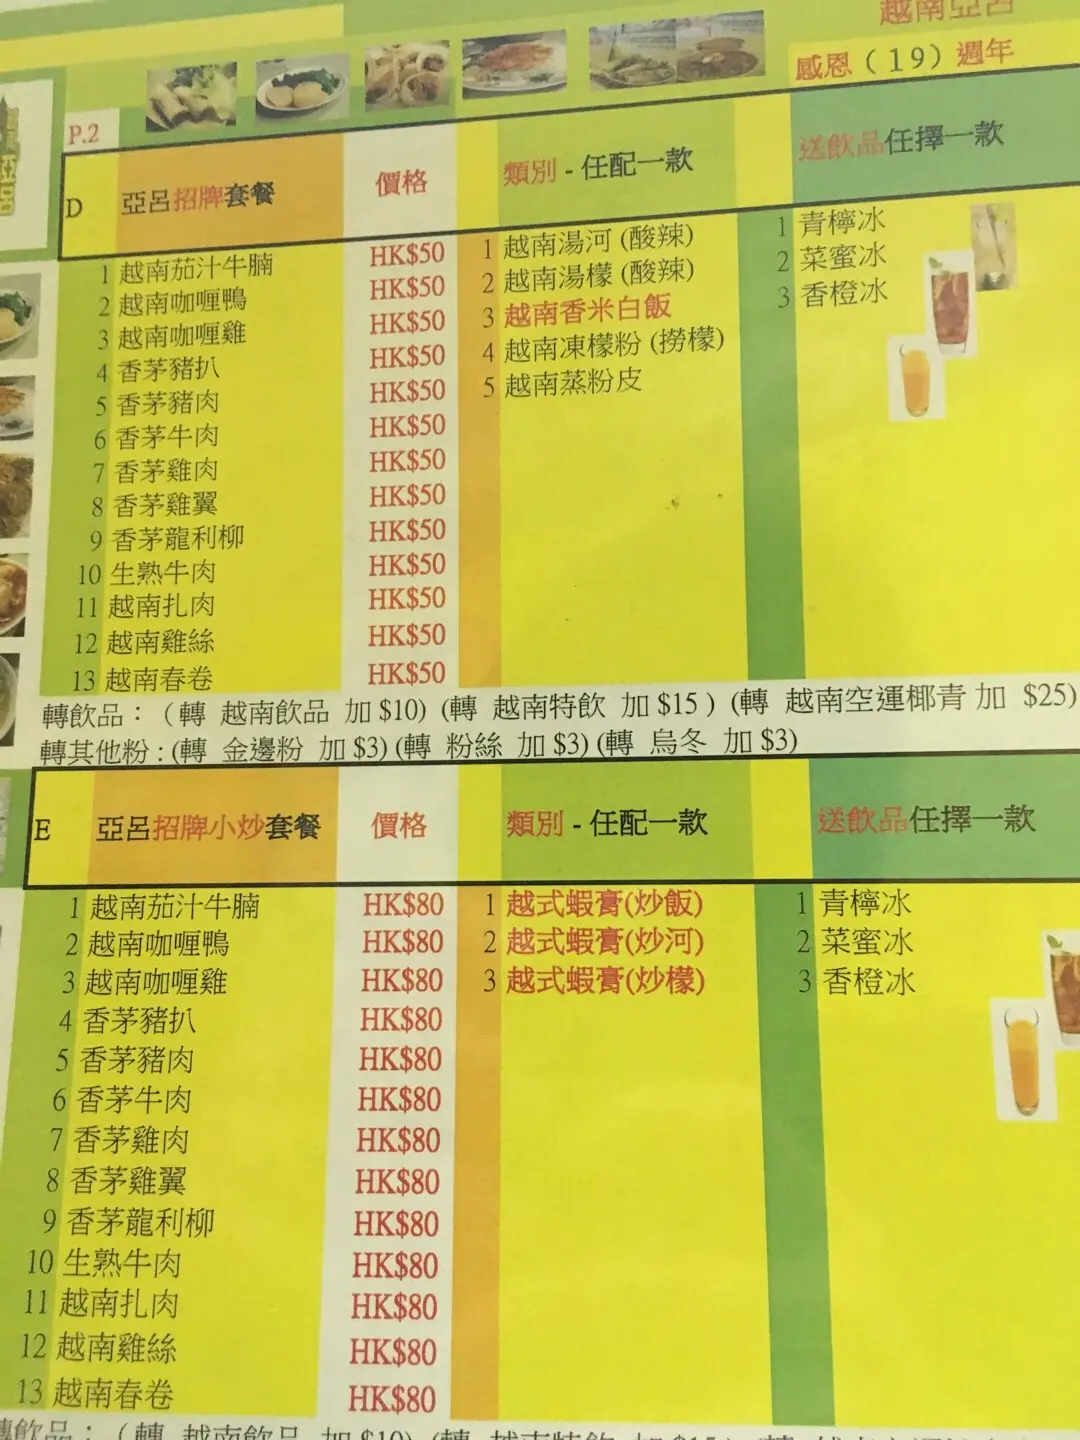 越南亞呂
感恩（19）週年
P.2
D 亞呂招牌套餐 價格 類別 - 任配一款 送飲品任擇一款
1 越南茄汁牛腩 HK$50 1 越南湯河 (酸辣) 1 青檸冰
2 越南咖喱鴨 HK$50 2 越南湯檬 (酸辣) 2 菜蜜冰
3 越南咖喱雞 HK$50 3 越南香米白飯 3 香橙冰
4 香茅豬扒 HK$50 4 越南凍檬粉 (撈檬)
5 香茅豬肉 HK$50 5 越南蒸粉皮
6 香茅牛肉 HK$50
7 香茅雞肉 HK$50
8 香茅雞翼 HK$50
9 香茅龍利柳 HK$50
10 生熟牛肉 HK$50
11 越南扎肉 HK$50
12 越南雞絲 HK$50
13 越南春卷 HK$50
轉飲品：（轉 越南飲品 加 $10) (轉 越南特飲 加 $15 ) (轉 越南空運椰青 加 $25)
轉其他粉 : (轉 金邊粉 加 $3) (轉 粉絲 加 $3) (轉 烏冬 加 $3)
E 亞呂招牌小炒套餐 價格 類別 - 任配一款 送飲品任擇一款
1 越南茄汁牛腩 HK$80 1 越式蝦膏(炒飯) 1 青檸冰
2 越南咖喱鴨 HK$80 2 越式蝦膏(炒河) 2 菜蜜冰
3 越南咖喱雞 HK$80 3 越式蝦膏(炒檬) 3 香橙冰
4 香茅豬扒 HK$80
5 香茅豬肉 HK$80
6 香茅牛肉 HK$80
7 香茅雞肉 HK$80
8 香茅雞翼 HK$80
9 香茅龍利柳 HK$80
10 生熟牛肉 HK$80
11 越南扎肉 HK$80
12 越南雞絲 HK$80
13 越南春卷 HK$80
轉飲品：（轉 越南飲品 加 $10) (轉 越南特飲 加 $15 )